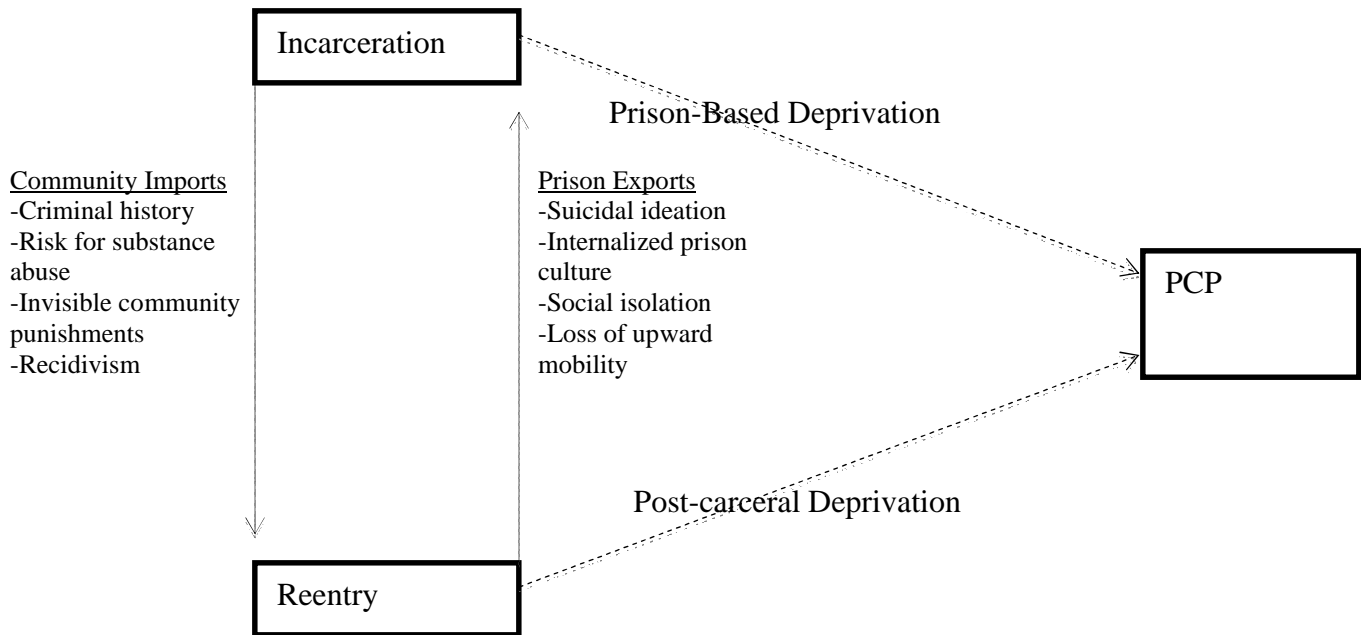 Incarceration
Prison-Based Deprivation
Community Imports
-Criminal history
-Risk for substance
abuse
-Invisible community
punishments
-Recidivism
Prison Exports
-Suicidal ideation
-Internalized prison
culture
-Social isolation
-Loss of upward
mobility
PCP
Post-carceral Deprivation
Reentry